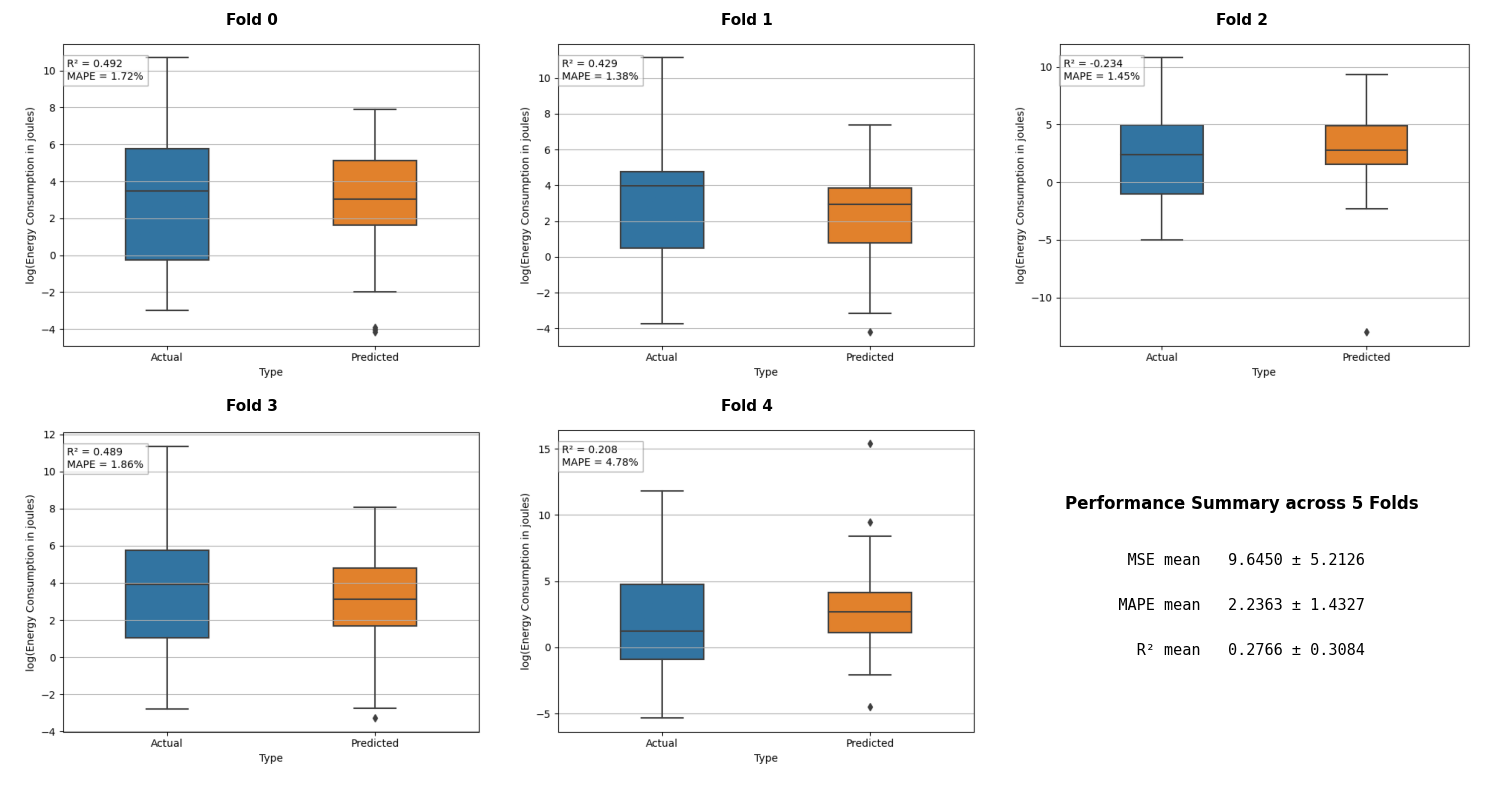 Fold 0
R² = 0.492
MAPE = 1.72%
10
8
6
4
2
0
−2
−4
log(Energy Consumption in joules)
Actual
Predicted
Type
Fold 1
R² = 0.429
MAPE = 1.38%
10
8
6
4
2
0
−2
−4
log(Energy Consumption in joules)
Actual
Predicted
Type
Fold 2
R² = -0.234
MAPE = 1.45%
10
5
0
−5
−10
log(Energy Consumption in joules)
Actual
Predicted
Type
Fold 3
R² = 0.489
MAPE = 1.86%
12
10
8
6
4
2
0
−2
−4
log(Energy Consumption in joules)
Actual
Predicted
Type
Fold 4
R² = 0.208
MAPE = 4.78%
15
10
5
0
−5
log(Energy Consumption in joules)
Actual
Predicted
Type
Performance Summary across 5 Folds
MSE mean 9.6450 ± 5.2126
MAPE mean 2.2363 ± 1.4327
R² mean 0.2766 ± 0.3084